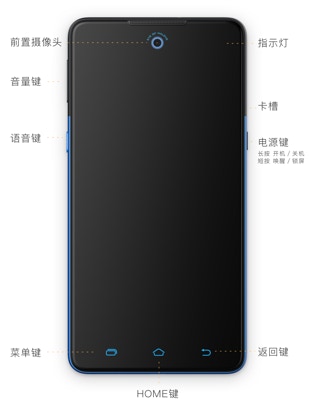 前置摄像头
指示灯
音量键
卡槽
语音键
电源键
长按 开机/关机
短按 唤醒/锁屏
菜单键
返回键
HOME键